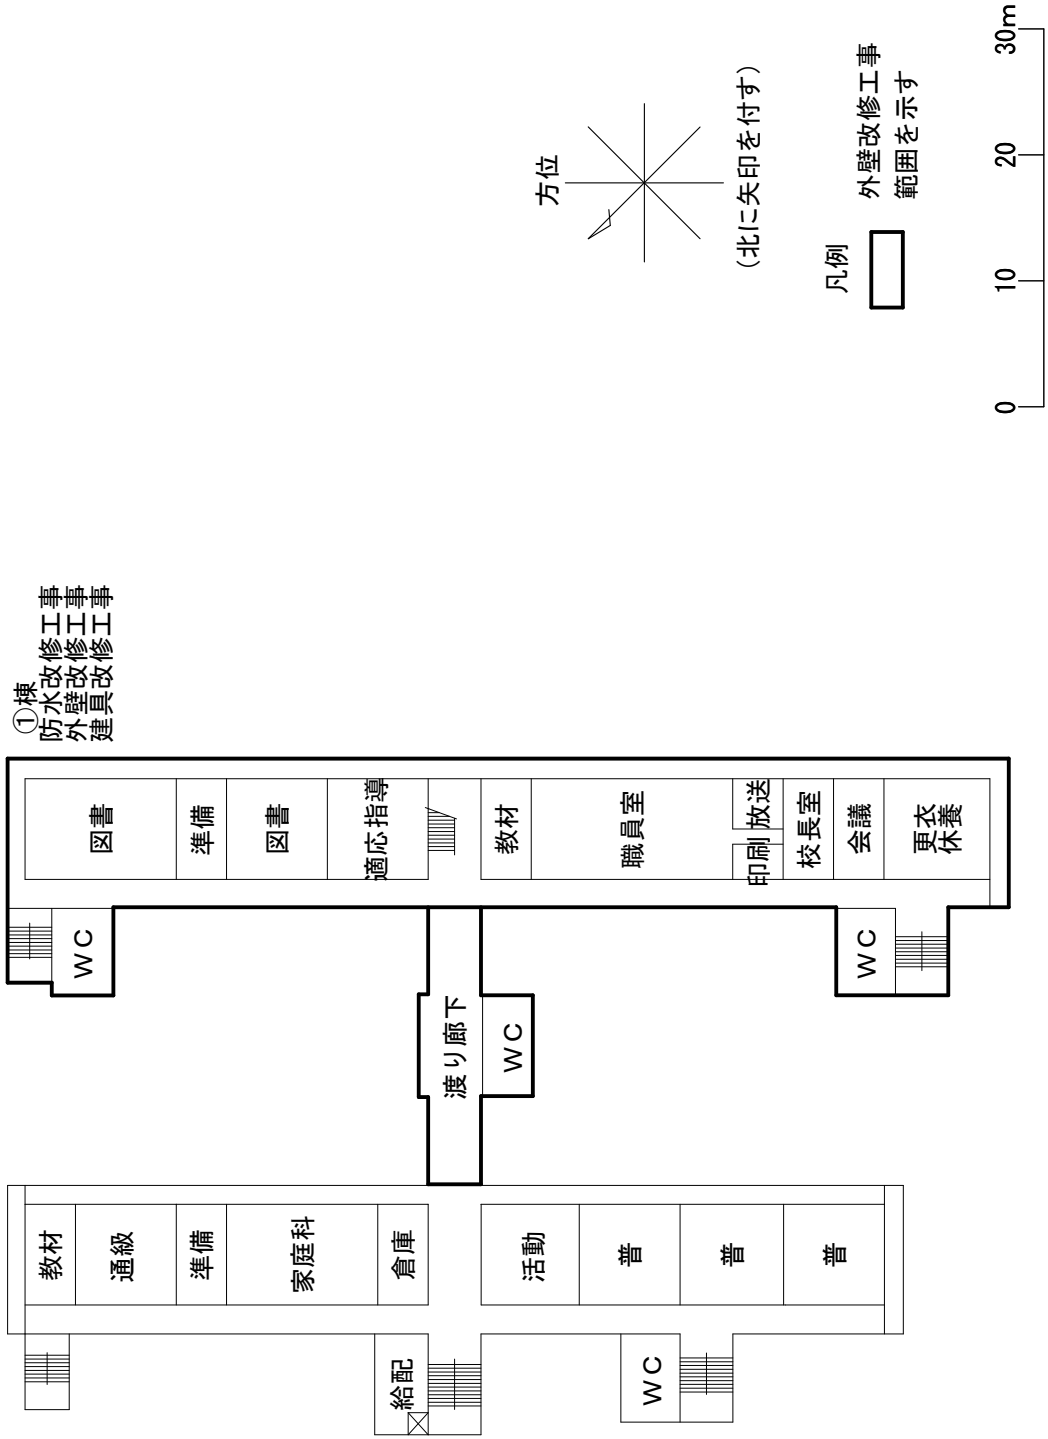 ①棟
防水改修工事
外壁改修工事
建具改修工事
方位
(北に矢印を付す)
凡例
外壁改修工事
範囲を示す
0
10
20
30m
図書
準備
図書
適応指導
教材
職員室
印刷
放送
校長室
会議
更衣
休養
WC
WC
渡り廊下
WC
教材
通級
準備
家庭科
倉庫
活動
普
普
普
給配
WC